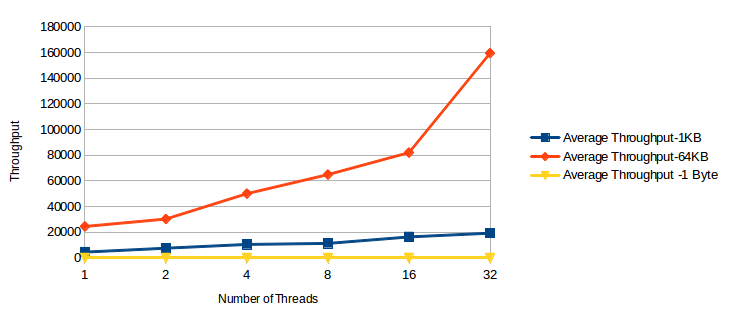 180000
160000
140000
120000
100000
80000
60000
40000
20000
0
Throughput
1 2 4 8 16 32
Number of Threads
Average Throughput-1KB
Average Throughput-64KB
Average Throughput -1 Byte